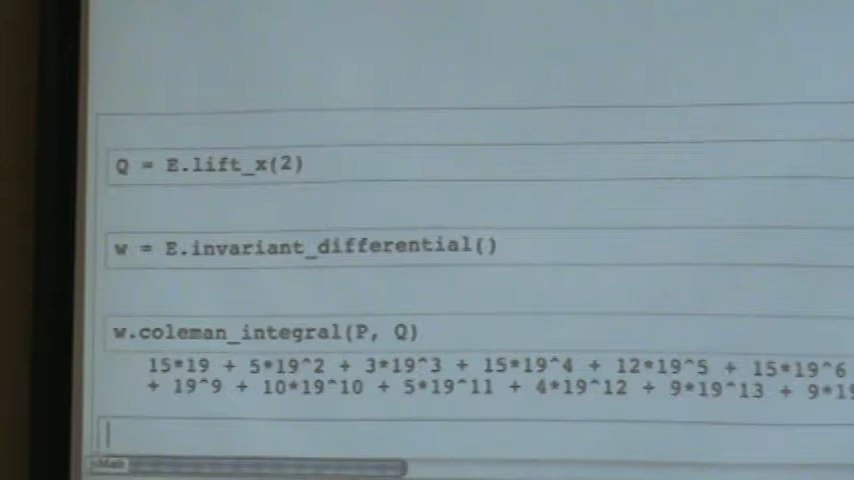 Q = E.lift_x(2)
w = E.invariant_differential()
w.coleman_integral(P, Q)
15*19 + 5*19^2 + 3*19^3 + 15*19^4 + 12*19^5 + 15*19^6
+ 19^9 + 10*19^10 + 5*19^11 + 4*19^12 + 9*19^13 + 9*19